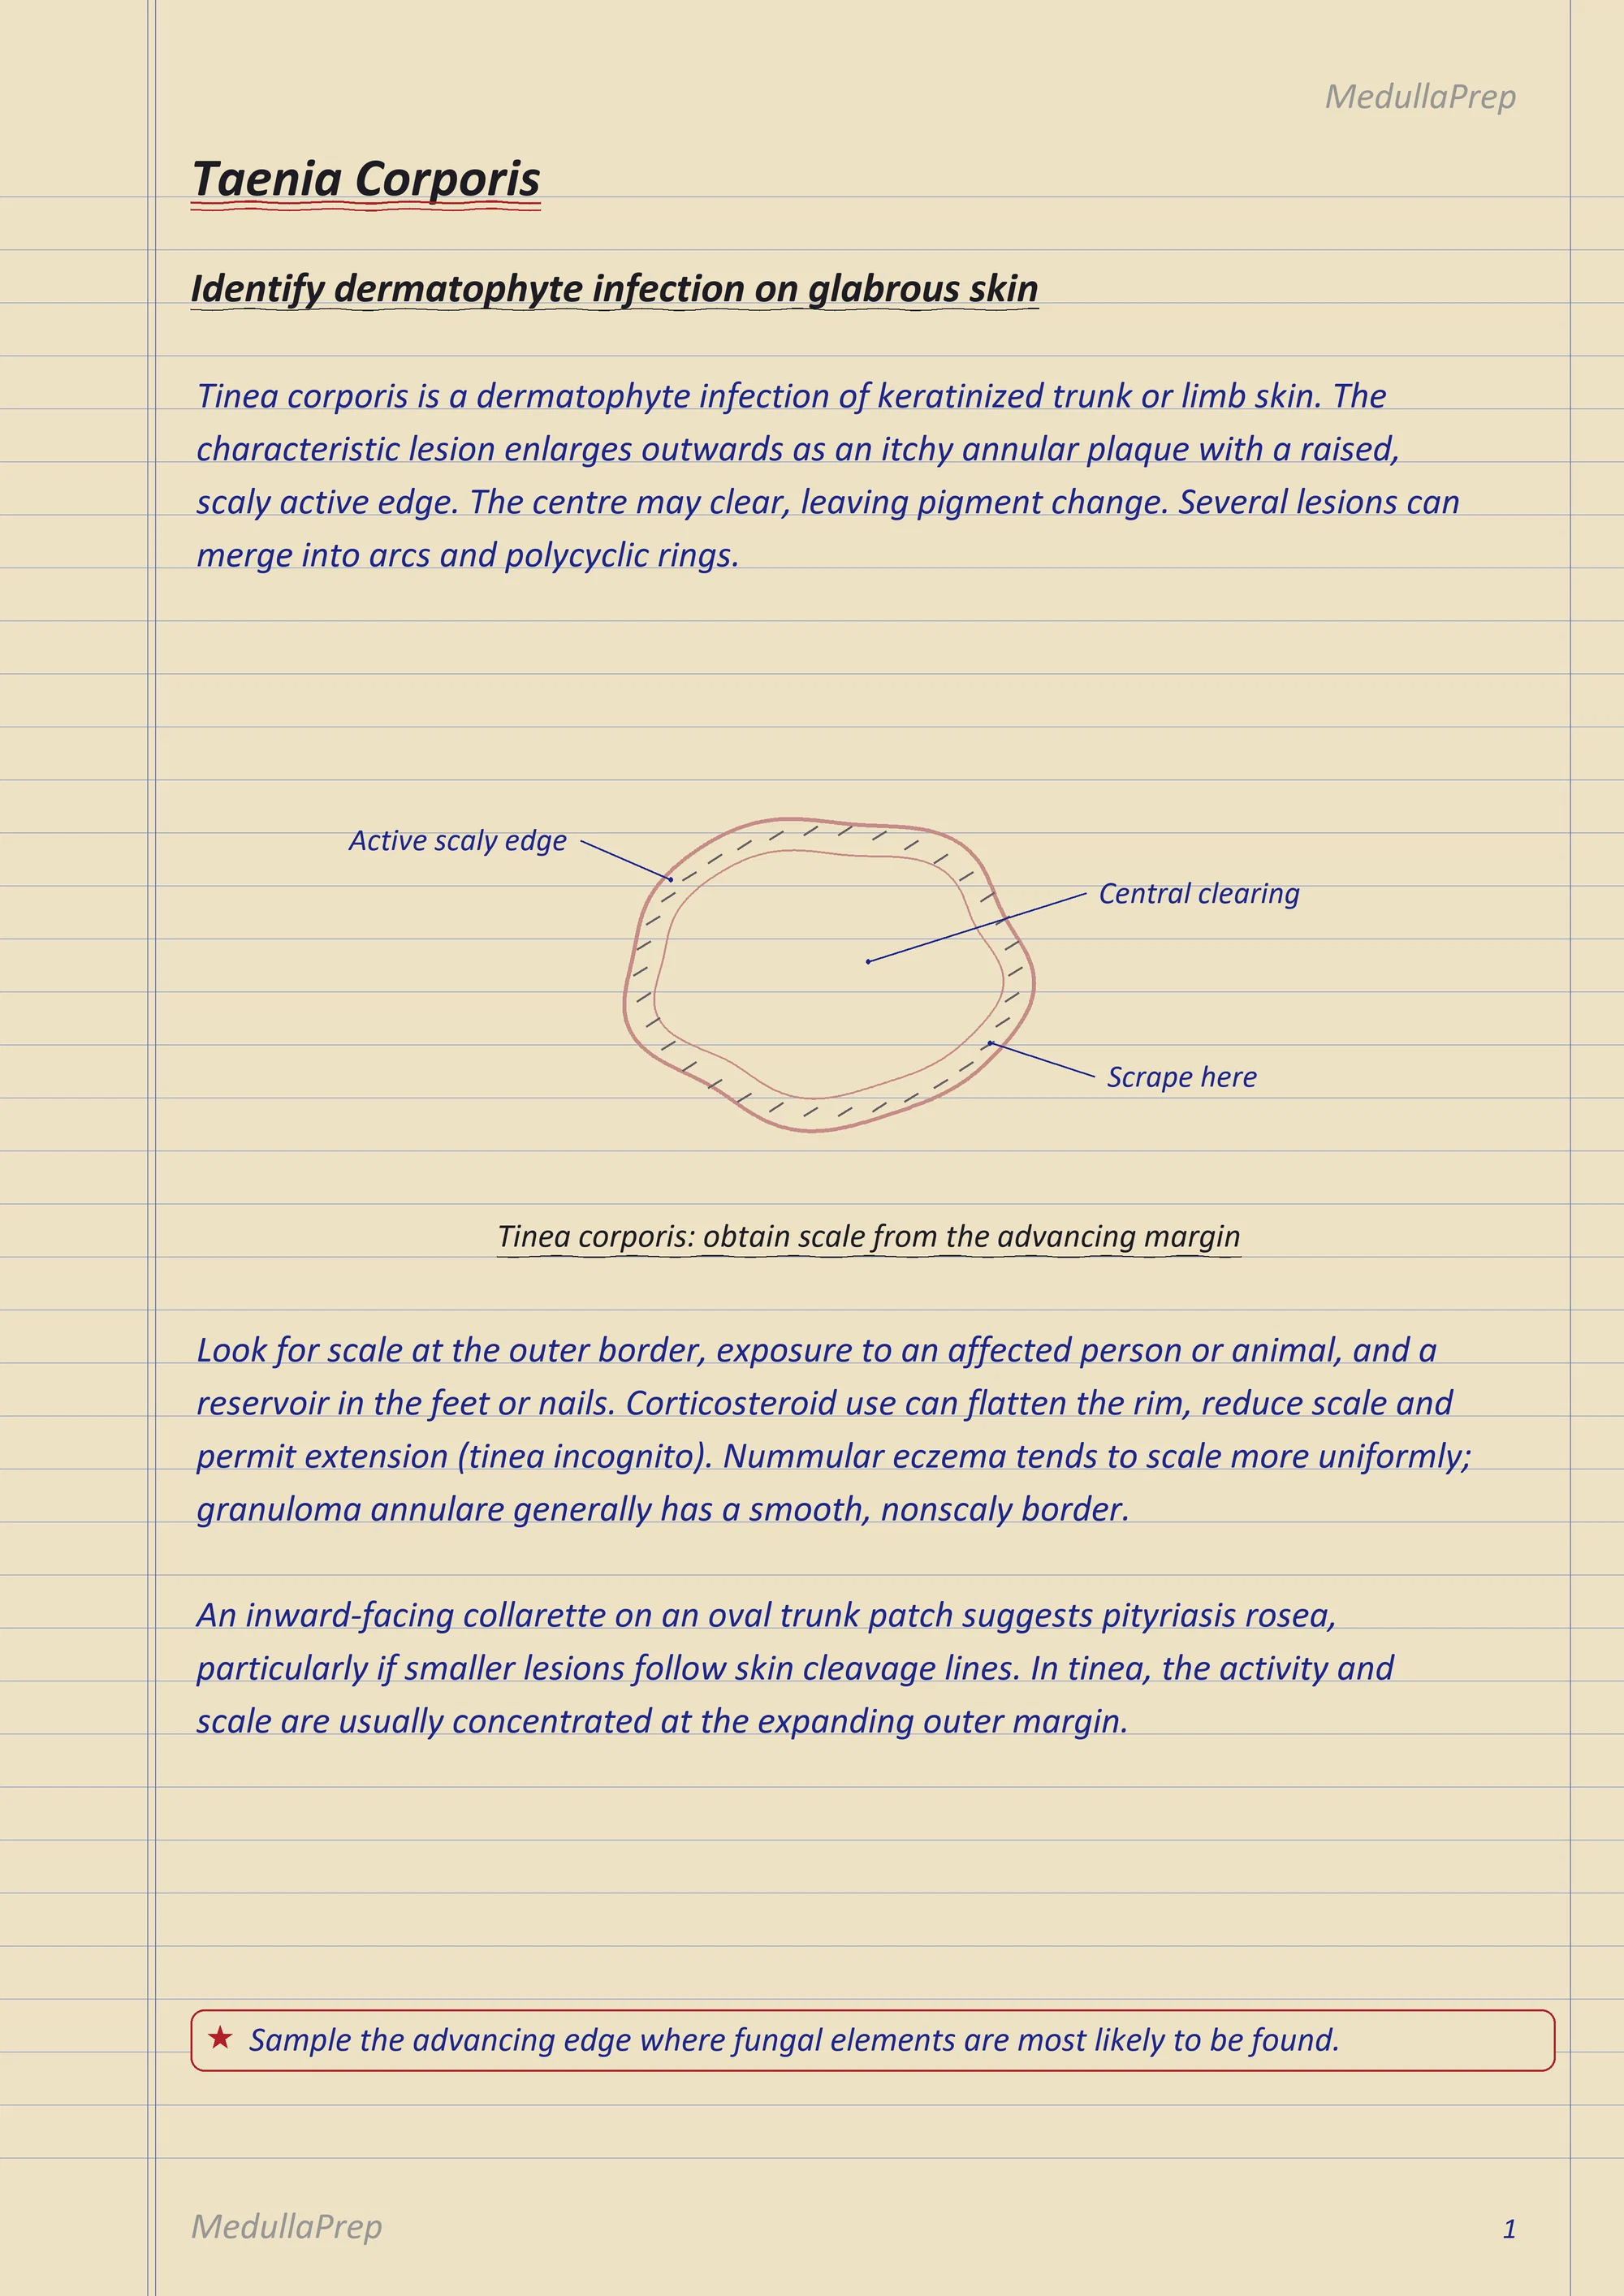 MedullaPrep
Taenia Corporis
Identify dermatophyte infection on glabrous skin
Tinea corporis is a dermatophyte infection of keratinized trunk or limb skin. The
characteristic lesion enlarges outwards as an itchy annular plaque with a raised,
scaly active edge. The centre may clear, leaving pigment change. Several lesions can
merge into arcs and polycyclic rings.
Active scaly edge
Central clearing
Scrape here
Tinea corporis: obtain scale from the advancing margin
Look for scale at the outer border, exposure to an affected person or animal, and a
reservoir in the feet or nails. Corticosteroid use can flatten the rim, reduce scale and
permit extension (tinea incognito). Nummular eczema tends to scale more uniformly;
granuloma annulare generally has a smooth, nonscaly border.
An inward-facing collarette on an oval trunk patch suggests pityriasis rosea,
particularly if smaller lesions follow skin cleavage lines. In tinea, the activity and
scale are usually concentrated at the expanding outer margin.
★ Sample the advancing edge where fungal elements are most likely to be found.
MedullaPrep
1